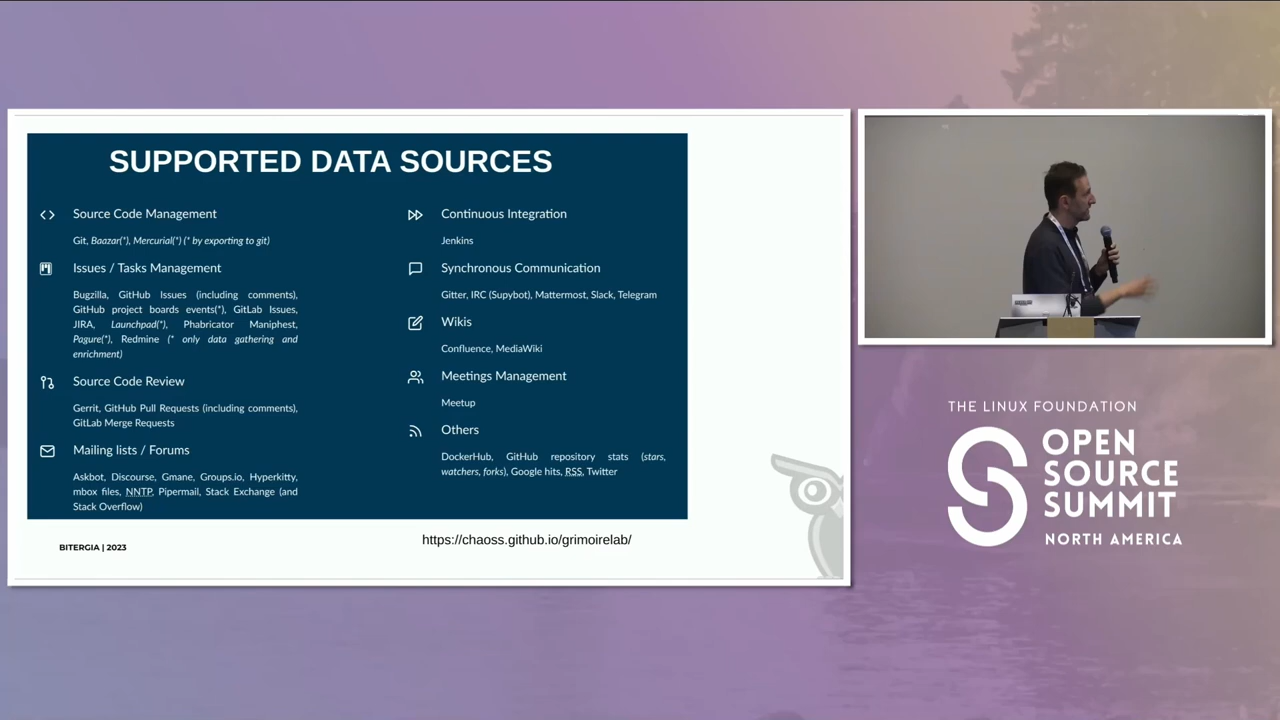 SUPPORTED DATA SOURCES
Source Code Management
Git, Baazar(*), Mercurial(*) (* by exporting to git)
Issues / Tasks Management
Bugzilla, GitHub Issues (including comments),
GitHub project boards events(*), GitLab Issues,
JIRA, Launchpad(*), Phabricator Maniphest,
Pagure(*), Redmine (* only data gathering and
enrichment)
Source Code Review
Gerrit, GitHub Pull Requests (including comments),
GitLab Merge Requests
Mailing lists / Forums
Askbot, Discourse, Gmane, Groups.io, Hyperkitty,
mbox files, NNTP, Pipermail, Stack Exchange (and
Stack Overflow)
Continuous Integration
Jenkins
Synchronous Communication
Gitter, IRC (Supybot), Mattermost, Slack, Telegram
Wikis
Confluence, MediaWiki
Meetings Management
Meetup
Others
DockerHub, GitHub repository stats (stars,
watchers, forks), Google hits, RSS, Twitter
BITERGIA | 2023
https://chaoss.github.io/grimoirelab/
THE LINUX FOUNDATION
OPEN
SOURCE
SUMMIT
NORTH AMERICA